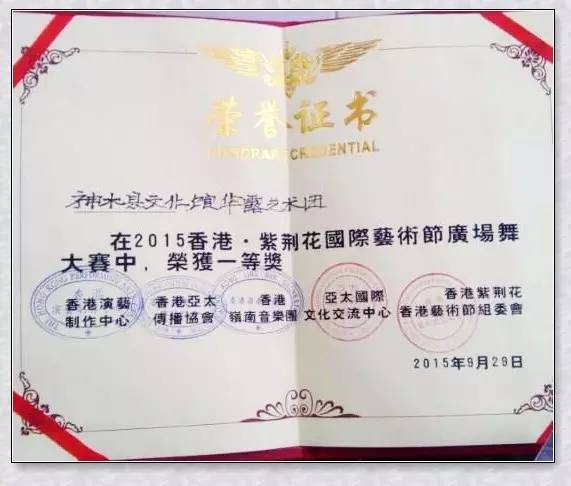 荣誉证书
HONORARY CREDENTIAL
神木县文化馆华露艺术团
在2015香港·紫荆花國際藝術節廣場舞
大賽中，榮獲一等獎
香港演藝 香港亞太 香港 亞太國際 香港紫荆花
制作中心 傳播協會 嶺南音樂團 文化交流中心 香港藝術節組委會
2015年9月29日